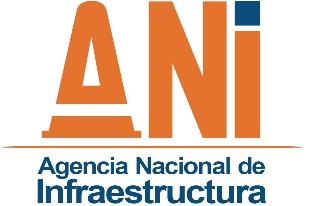 ANi
Agencia Nacional de
Infraestructura